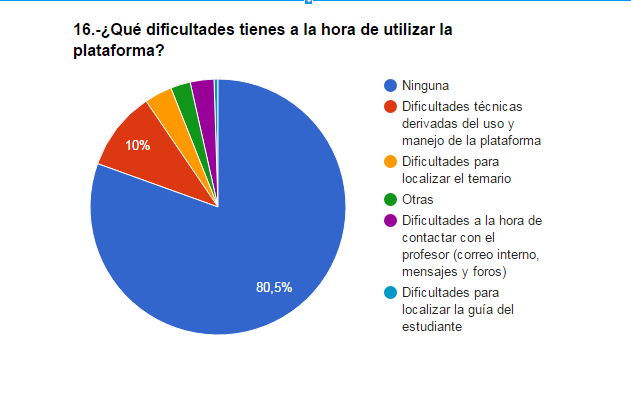 16.-¿Qué dificultades tienes a la hora de utilizar la
plataforma?
Ninguna
Dificultades técnicas
derivadas del uso y
manejo de la plataforma
Dificultades para
localizar el temario
Otras
Dificultades a la hora de
contactar con el
profesor (correo interno,
mensajes y foros)
Dificultades para
localizar la guía del
estudiante
10%
80,5%